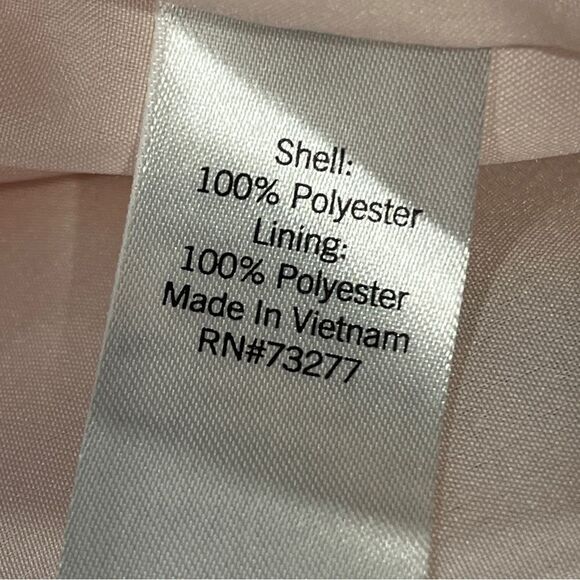 Shell:
100% Polyester
Lining:
100% Polyester
Made In Vietnam
RN#73277